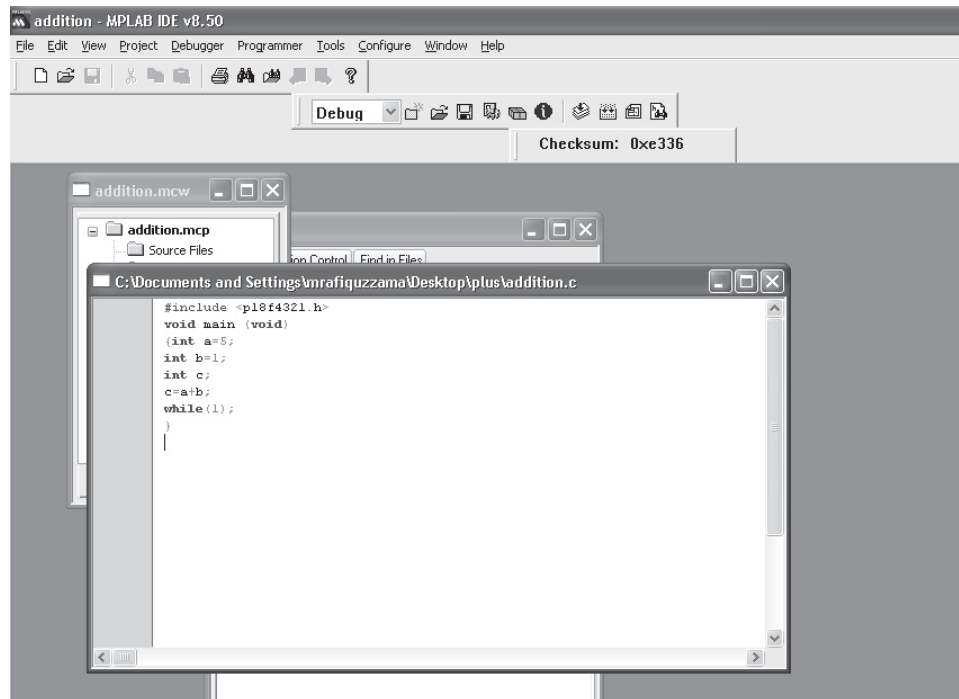 addition - MPLAB IDE v8.50
File Edit View Project Debugger Programmer Tools Configure Window Help
Debug
Checksum: 0xe336
addition.mcw
addition.mcp
Source Files
Control Find in Files
C:\Documents and Settings\mrafiquzzama\Desktop\plus\addition.c
#include <p18f4321.h>
void main (void)
{int a=5;
int b=1;
int c;
c=a+b;
while(1);
}